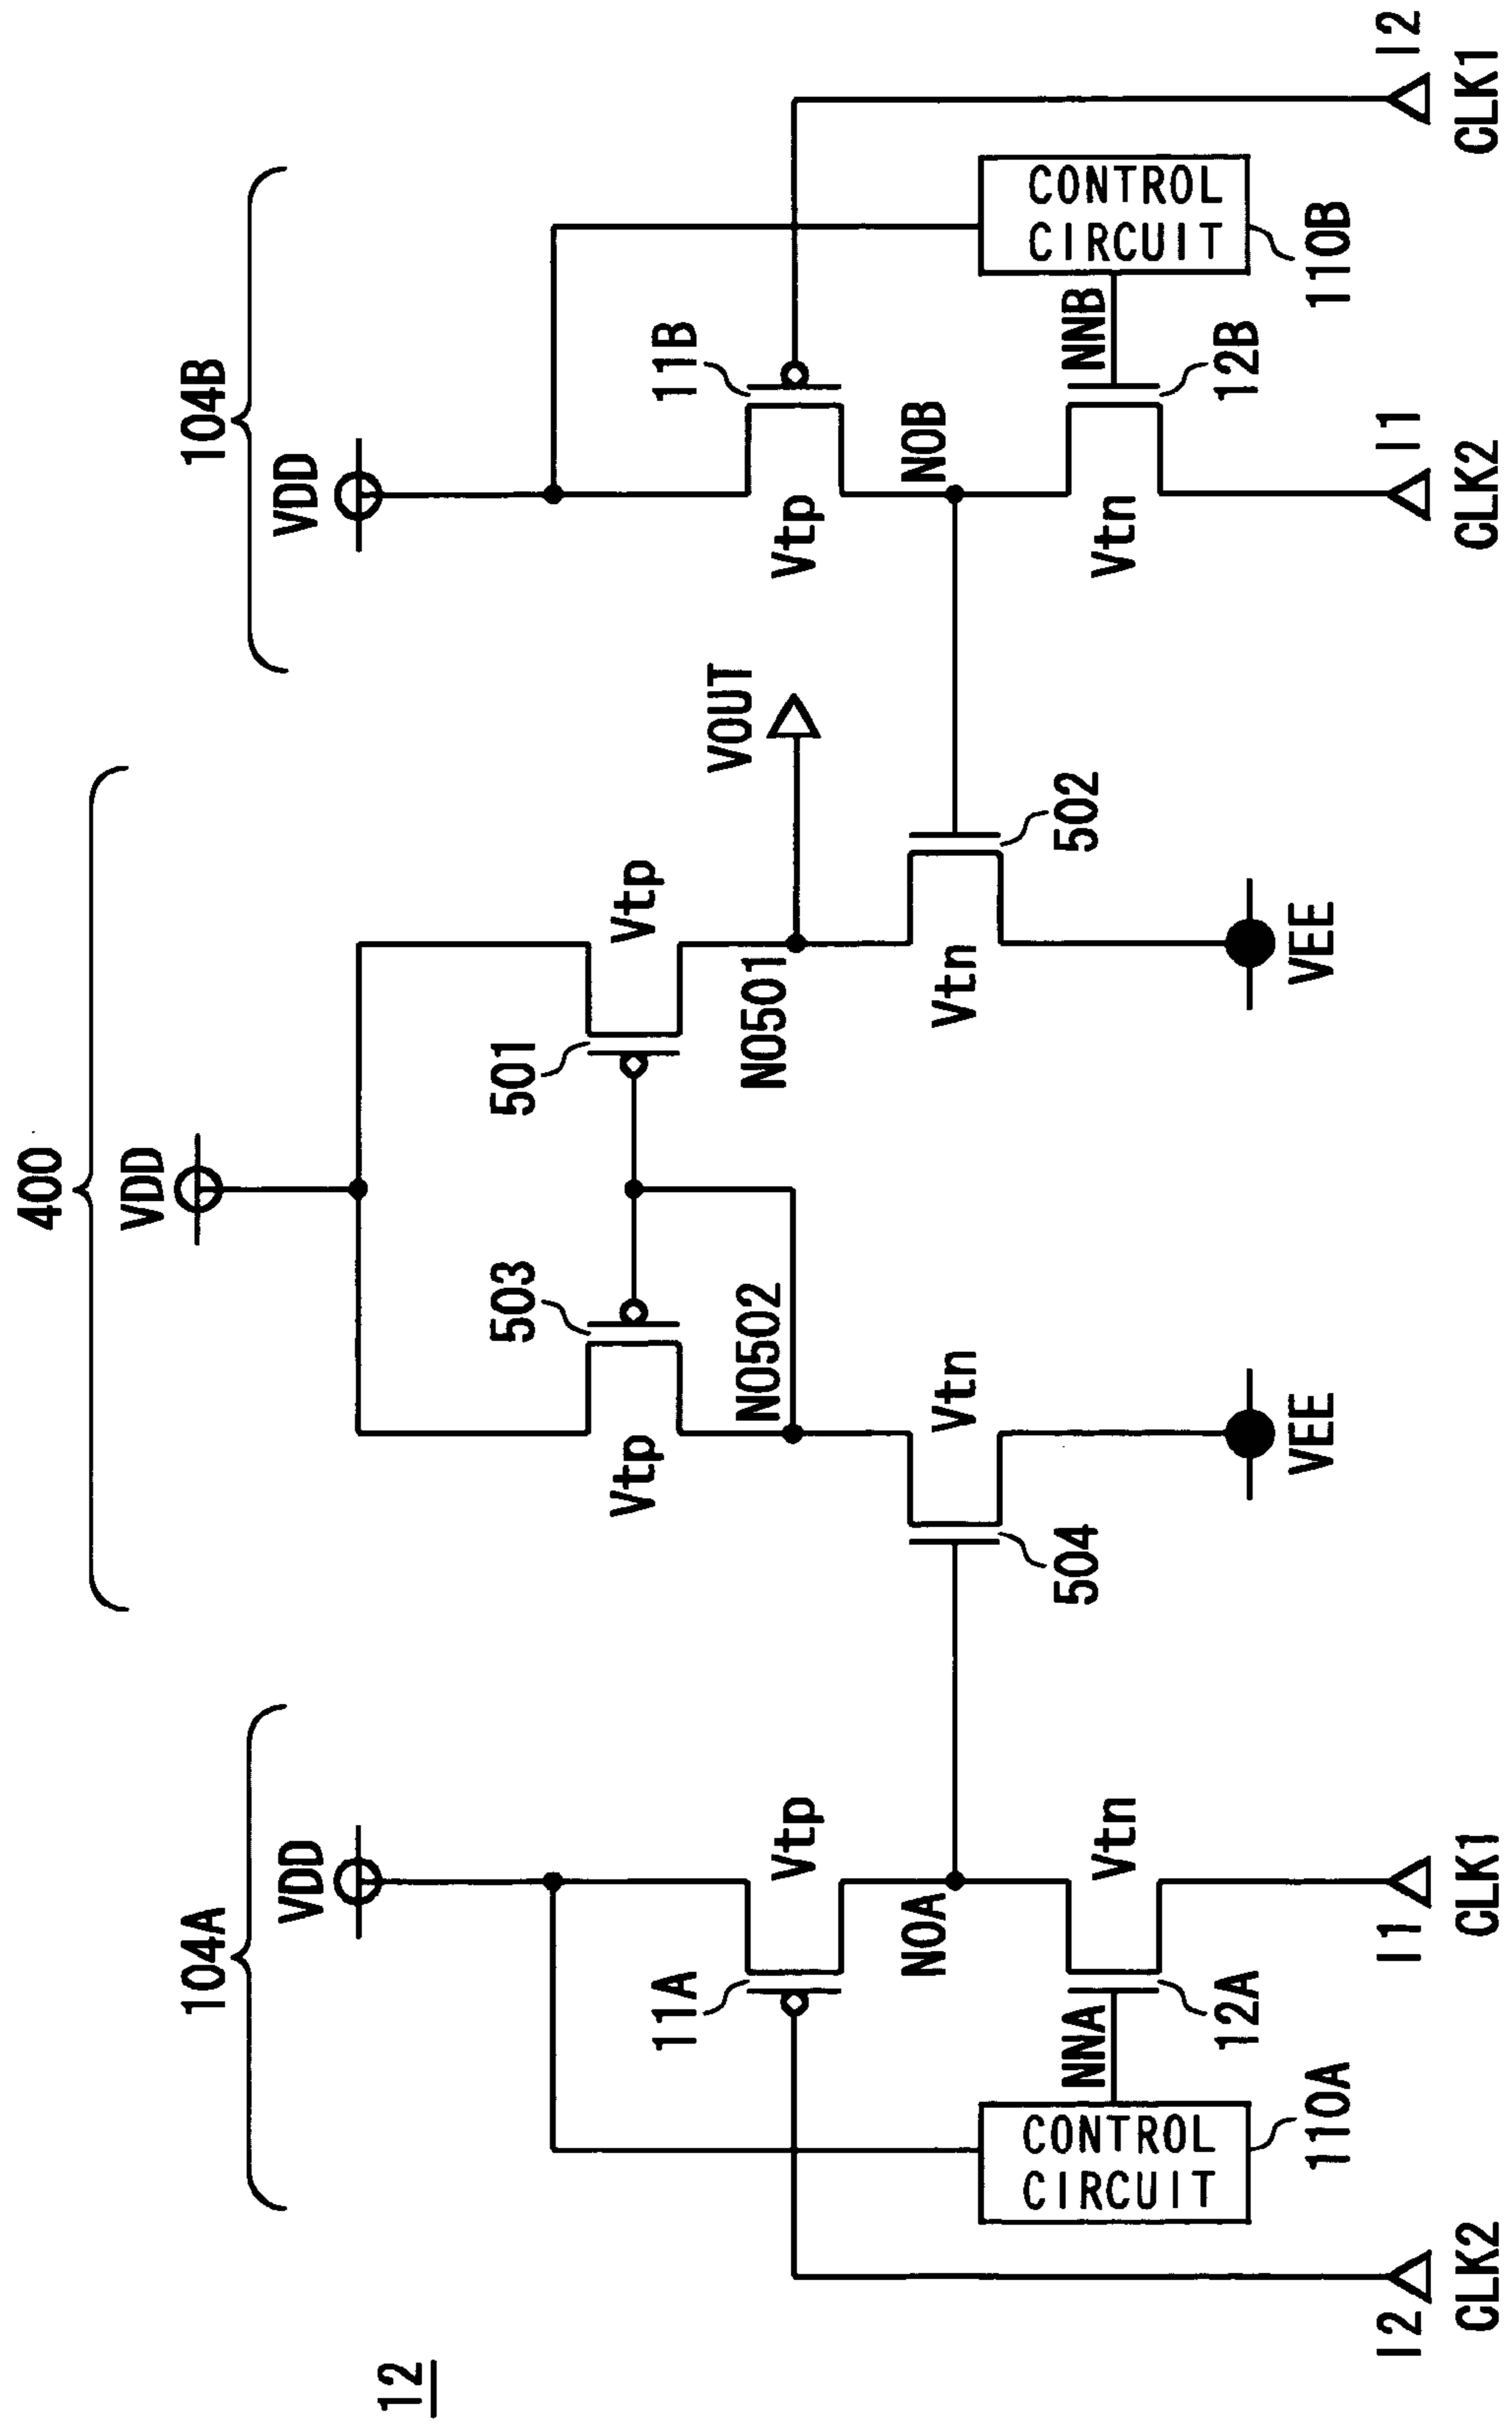 400
104A
104B
VDD
VDD
VDD
503
501
Vtp
Vtp
11A
Vtp
NO502
NO501
VOUT
11B
Vtp
NOA
Vtn
Vtn
NOB
CONTROL
CIRCUIT
NNA
Vtn
504
502
Vtn
NNB
CONTROL
CIRCUIT
110A
12A
VEE
VEE
12B
110B
12
I2
CLK2
I1
CLK1
I1
CLK2
I2
CLK1